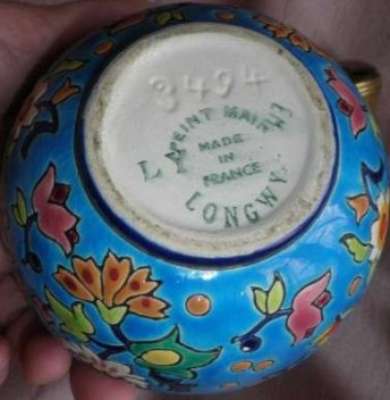 3494
PEINT MAIN
MADE
IN
FRANCE
LONGWY